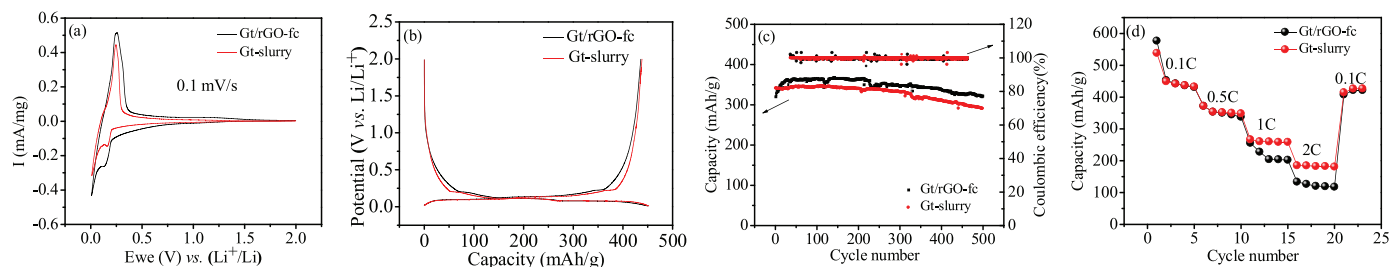 (a)
Gt/rGO-fc
Gt-slurry
0.1 mV/s
I (mA/mg)
0.6
0.4
0.2
0.0
-0.2
-0.4
-0.6
0.0 0.5 1.0 1.5 2.0
Ewe (V) vs. (Li⁺/Li)
(b)
Gt/rGO-fc
Gt-slurry
Potential (V vs. Li/Li⁺)
2.5
2.0
1.5
1.0
0.5
0.0
0 100 200 300 400 500
Capacity (mAh/g)
(c)
Gt/rGO-fc
Gt-slurry
Capacity (mAh/g)
500
400
300
200
100
0
0 100 200 300 400 500
Cycle number
120
100
80
60
40
20
0
Coulombic efficiency(%)
(d)
Gt/rGO-fc
Gt-slurry
0.1C
0.5C
1C
2C
0.1C
Capacity (mAh/g)
600
500
400
300
200
100
0
0 5 10 15 20 25
Cycle number